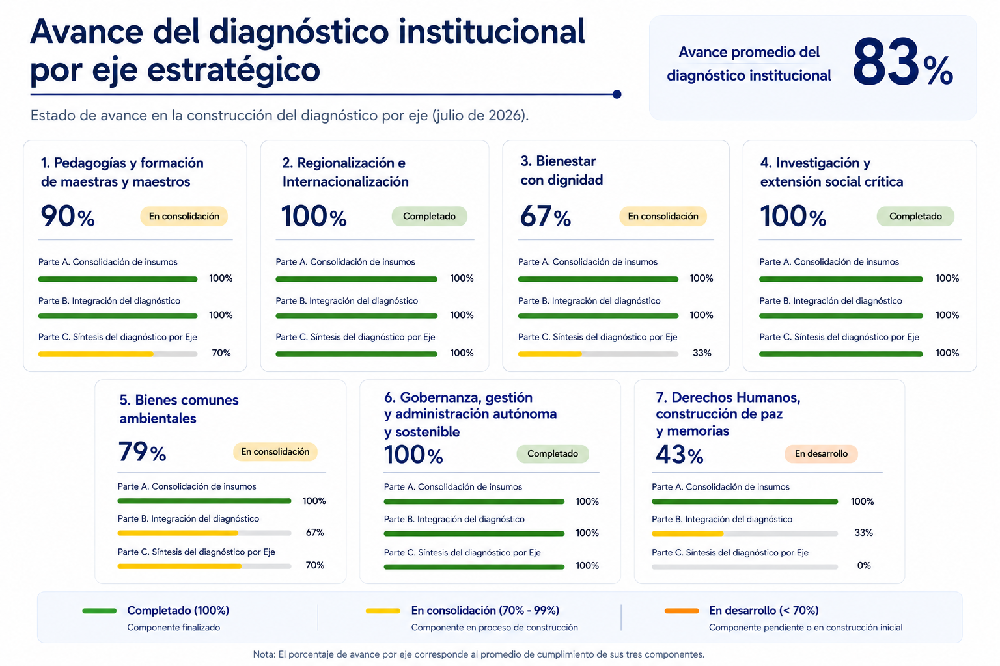 Avance del diagnóstico institucional
por eje estratégico
Estado de avance en la construcción del diagnóstico por eje (julio de 2026).
Avance promedio del
diagnóstico institucional
83%
1. Pedagogías y formación
de maestras y maestros
90%
En consolidación
Parte A. Consolidación de insumos
100%
Parte B. Integración del diagnóstico
100%
Parte C. Síntesis del diagnóstico por Eje
70%
2. Regionalización e
Internacionalización
100%
Completado
Parte A. Consolidación de insumos
100%
Parte B. Integración del diagnóstico
100%
Parte C. Síntesis del diagnóstico por Eje
100%
3. Bienestar
con dignidad
67%
En consolidación
Parte A. Consolidación de insumos
100%
Parte B. Integración del diagnóstico
100%
Parte C. Síntesis del diagnóstico por Eje
33%
4. Investigación y
extensión social crítica
100%
Completado
Parte A. Consolidación de insumos
100%
Parte B. Integración del diagnóstico
100%
Parte C. Síntesis del diagnóstico por Eje
100%
5. Bienes comunes
ambientales
79%
En consolidación
Parte A. Consolidación de insumos
100%
Parte B. Integración del diagnóstico
67%
Parte C. Síntesis del diagnóstico por Eje
70%
6. Gobernanza, gestión
y administración autónoma
y sostenible
100%
Completado
Parte A. Consolidación de insumos
100%
Parte B. Integración del diagnóstico
100%
Parte C. Síntesis del diagnóstico por Eje
100%
7. Derechos Humanos,
construcción de paz
y memorias
43%
En desarrollo
Parte A. Consolidación de insumos
100%
Parte B. Integración del diagnóstico
33%
Parte C. Síntesis del diagnóstico por Eje
0%
Completado (100%)
Componente finalizado
En consolidación (70% - 99%)
Componente en proceso de construcción
En desarrollo (< 70%)
Componente pendiente o en construcción inicial
Nota: El porcentaje de avance por eje corresponde al promedio de cumplimiento de sus tres componentes.